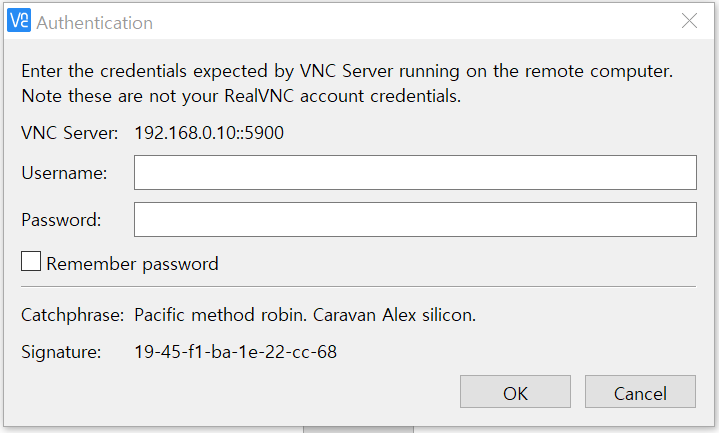 V2 Authentication
Enter the credentials expected by VNC Server running on the remote computer.
Note these are not your RealVNC account credentials.
VNC Server: 192.168.0.10::5900
Username:
Password:
Remember password
Catchphrase: Pacific method robin. Caravan Alex silicon.
Signature: 19-45-f1-ba-1e-22-cc-68
OK Cancel